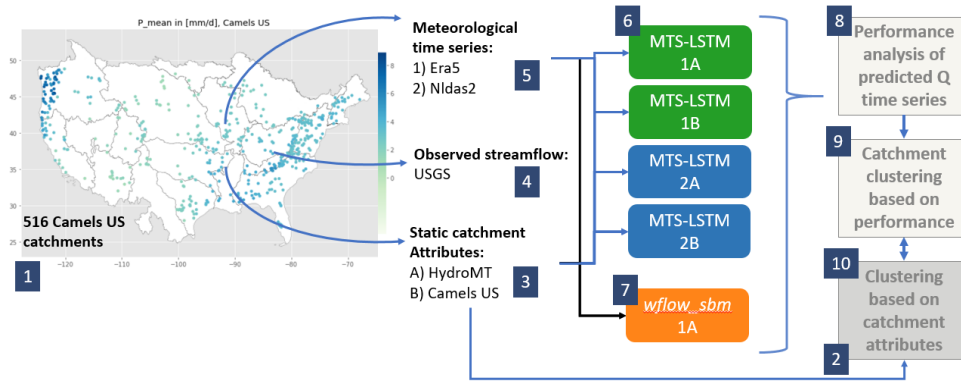 P_mean in [mm/d], Camels US
50
45
40
35
30
25
−120
−110
−100
−90
−80
−70
8
6
4
2
0
516 Camels US
catchments
1
Meteorological
time series:
1) Era5
2) Nldas2
5
Observed streamflow:
USGS
4
Static catchment
Attributes:
A) HydroMT
B) Camels US
3
6
MTS-LSTM
1A
MTS-LSTM
1B
MTS-LSTM
2A
MTS-LSTM
2B
7
wflow_sbm
1A
8
Performance
analysis of
predicted Q
time series
9
Catchment
clustering
based on
performance
10
Clustering
based on
catchment
attributes
2